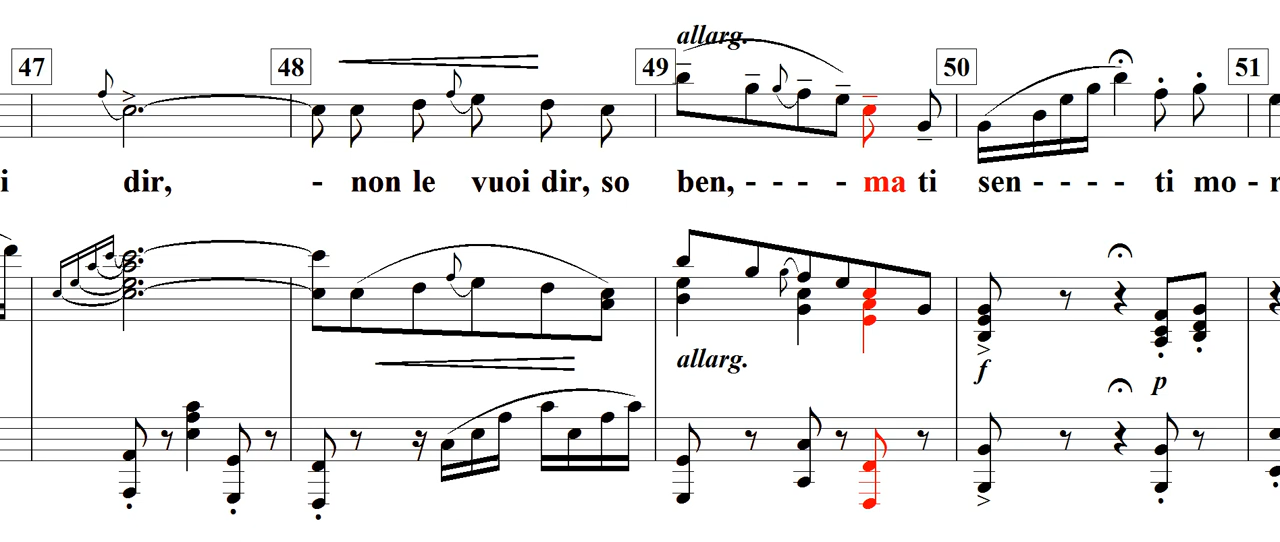 allarg.
47 48 49 50 51
i dir, - non le vuoi dir, so ben, - - - - ma ti sen - - - - ti mo - r
allarg.
f p